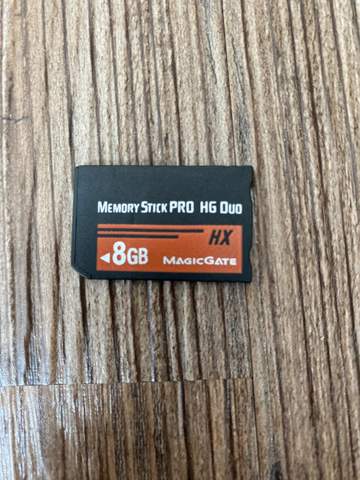 MEMORY STICK PRO HG DUO
HX
◄8GB MAGICGATE